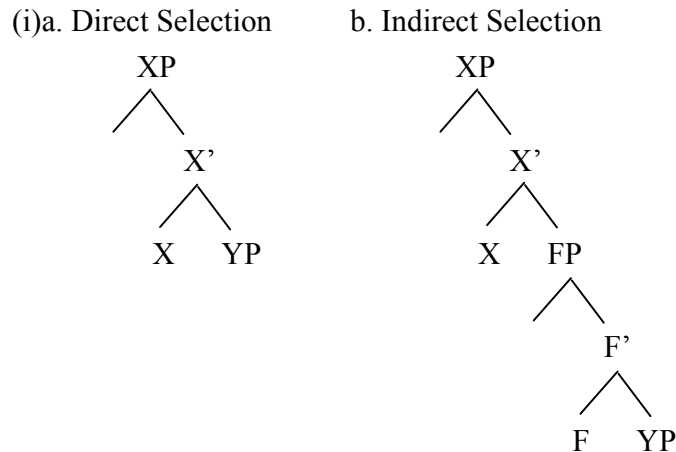 (i)a. Direct Selection b. Indirect Selection
XP XP
X’ X’
X YP X FP
F’
F YP